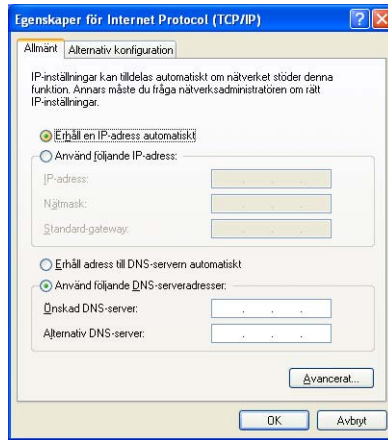 Egenskaper för Internet Protocol (TCP/IP)
Allmänt Alternativ konfiguration
IP-inställningar kan tilldelas automatiskt om nätverket stöder denna
funktion. Annars måste du fråga nätverksadministratören om rätt
IP-inställningar.
Erhåll en IP-adress automatiskt
Använd följande IP-adress:
IP-adress:
Nätmask:
Standard-gateway:
Erhåll adress till DNS-servern automatiskt
Använd följande DNS-serveradresser:
Önskad DNS-server:
Alternativ DNS-server:
Avancerat...
OK Avbryt